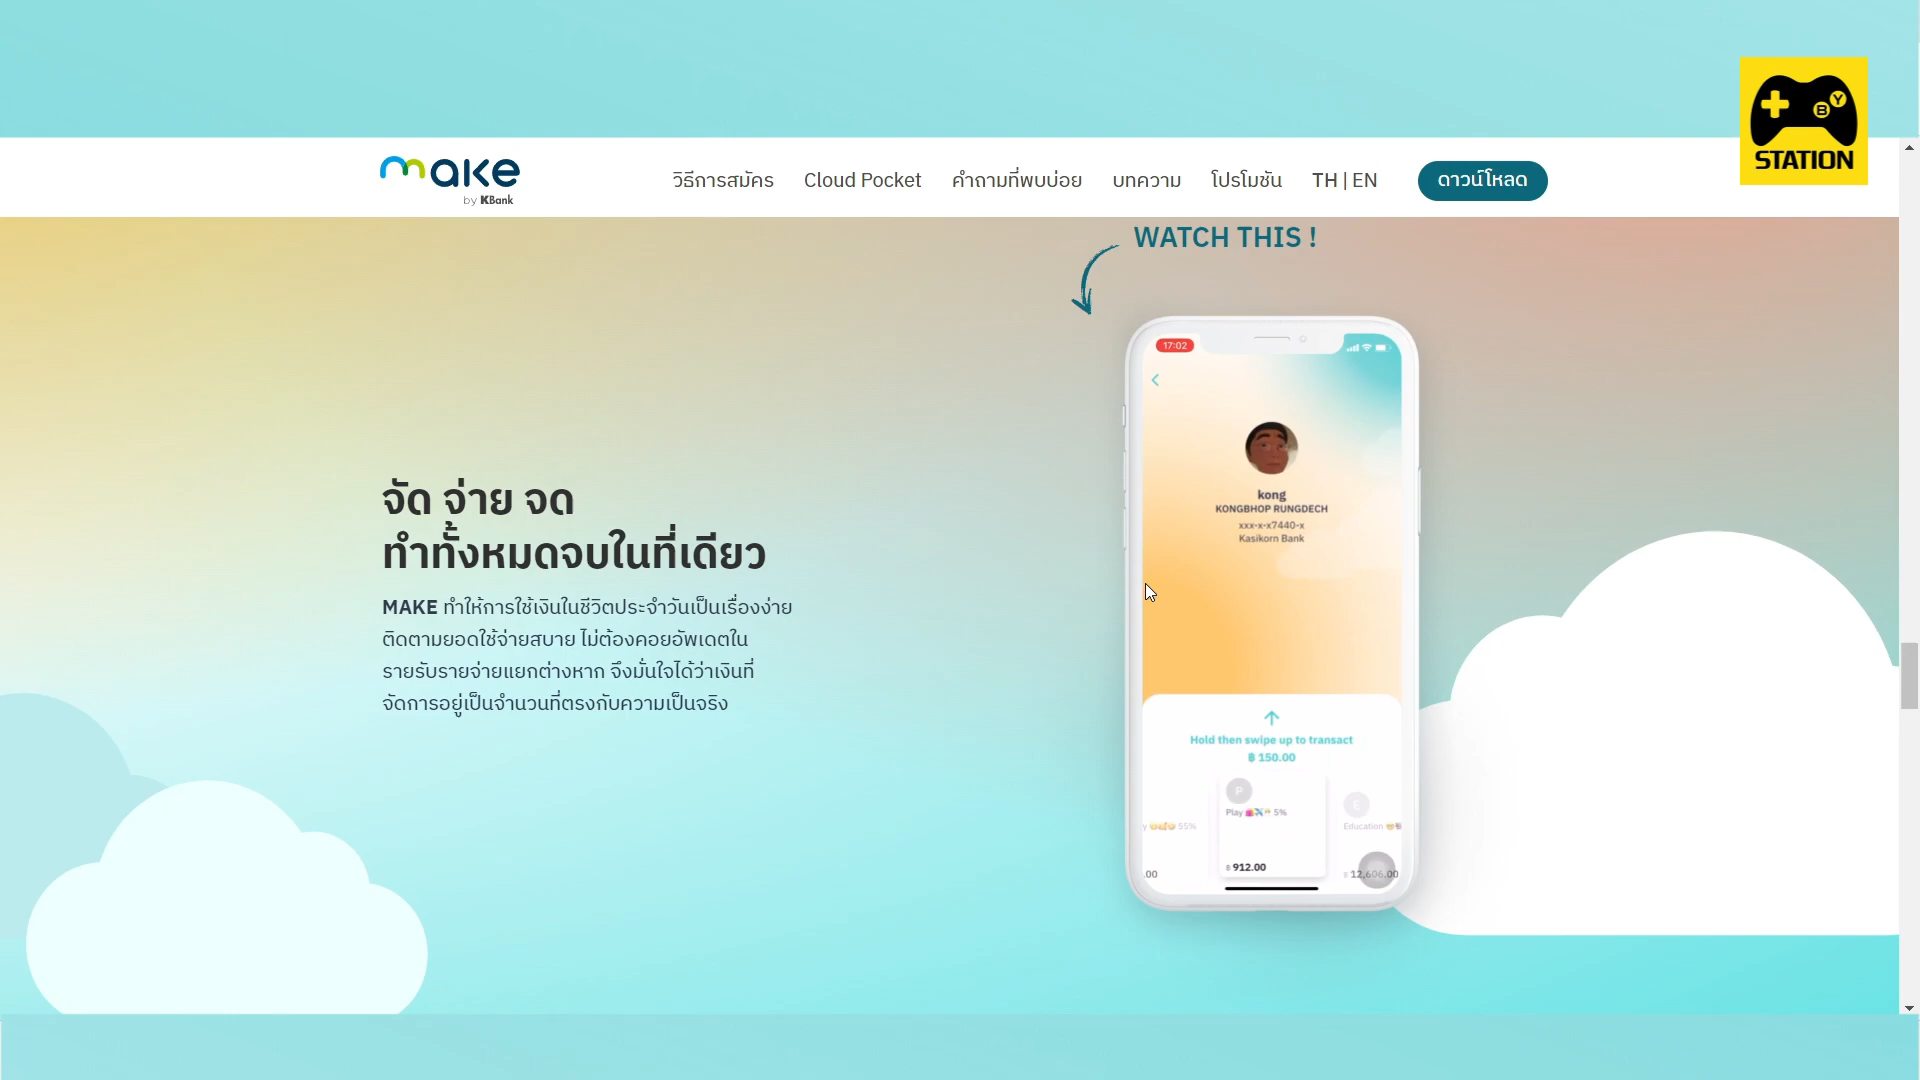 B Y
STATION
make
by KBank
วิธีการสมัคร Cloud Pocket คำถามที่พบบ่อย บทความ โปรโมชัน TH | EN ดาวน์โหลด
WATCH THIS !
17:02
kong
KONGBHOP RUNGDECH
xxx-x-x7440-x
Kasikorn Bank
จัด จ่าย จด
ทำทั้งหมดจบในที่เดียว
MAKE ทำให้การใช้เงินในชีวิตประจำวันเป็นเรื่องง่าย
ติดตามยอดใช้จ่ายสบาย ไม่ต้องคอยอัพเดตใน
รายรับรายจ่ายแยกต่างหาก จึงมั่นใจได้ว่าเงินที่
จัดการอยู่เป็นจำนวนที่ตรงกับความเป็นจริง
Hold then swipe up to transact
฿ 150.00
P
E
y 55% Play 5% Education
.00 ฿ 912.00 ฿ 12,606.00